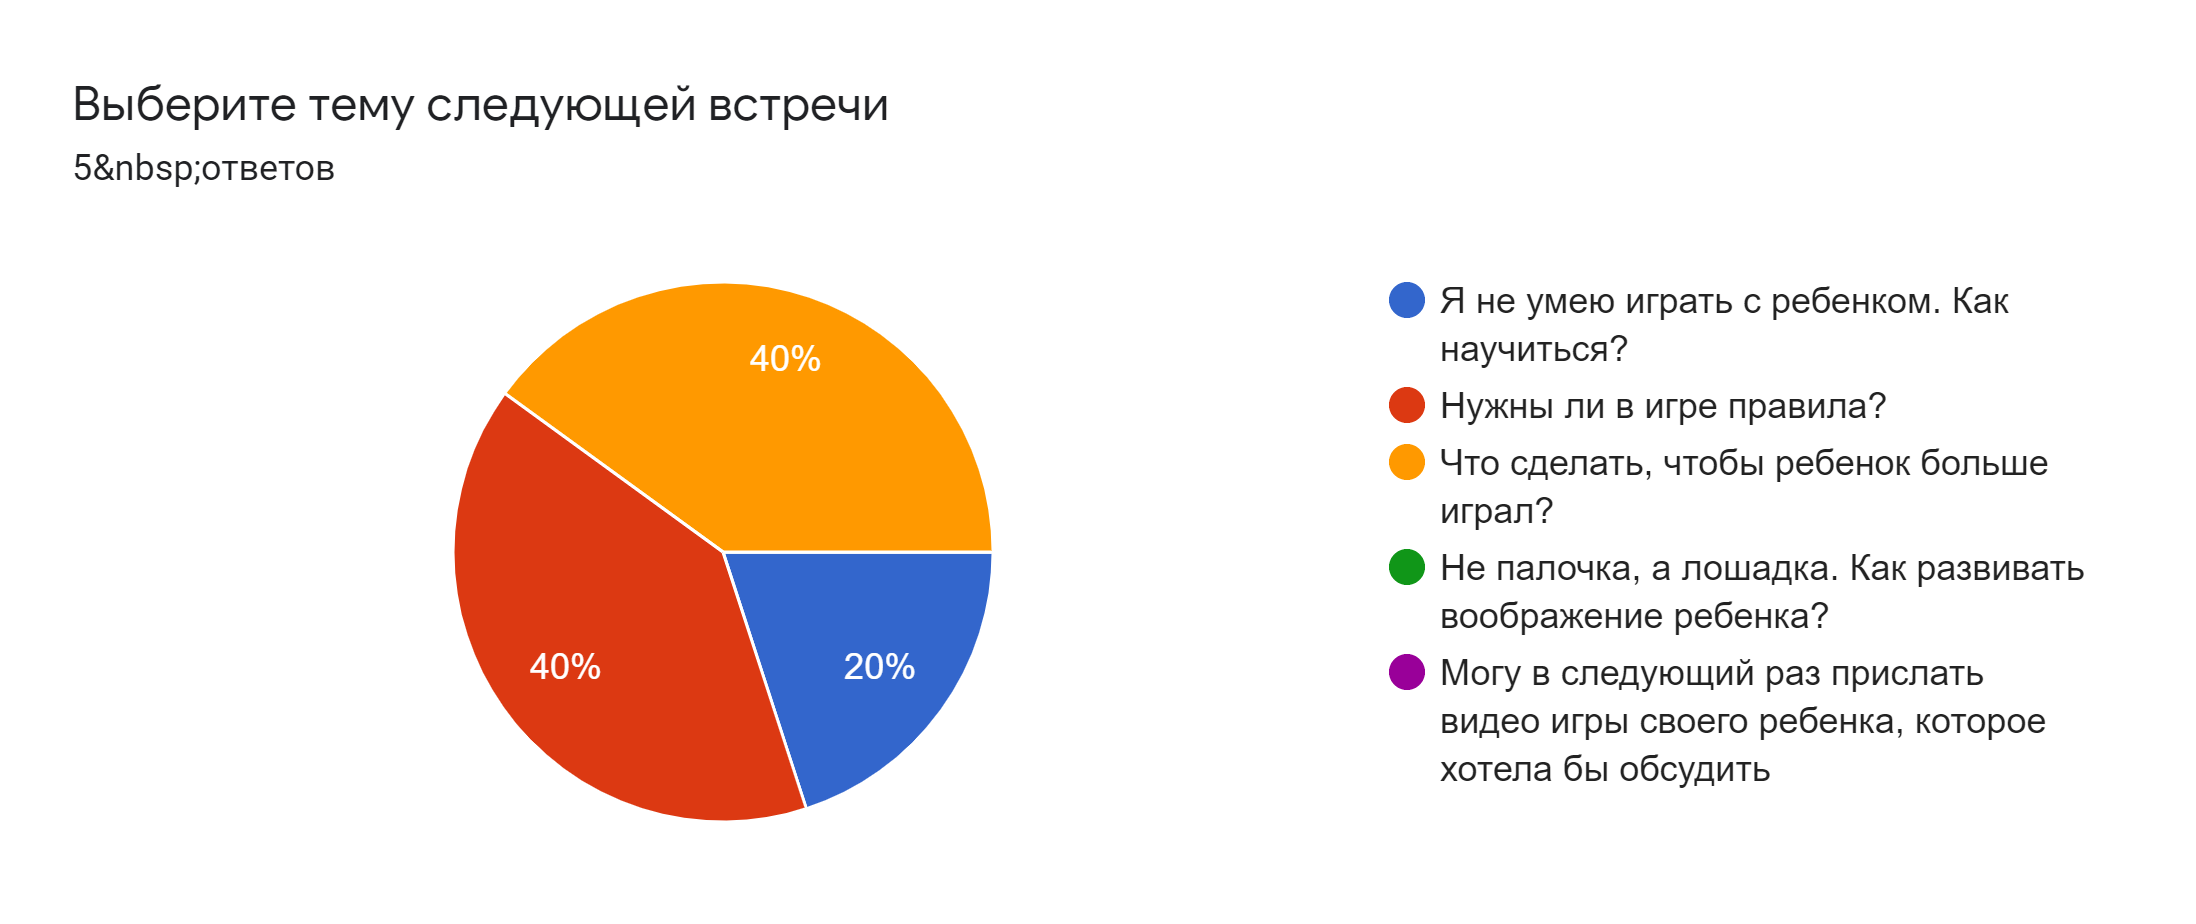 Выберите тему следующей встречи
5&nbsp;ответов
40%
40%
20%
Я не умею играть с ребенком. Как
научиться?
Нужны ли в игре правила?
Что сделать, чтобы ребенок больше
играл?
Не палочка, а лошадка. Как развивать
воображение ребенка?
Могу в следующий раз прислать
видео игры своего ребенка, которое
хотела бы обсудить